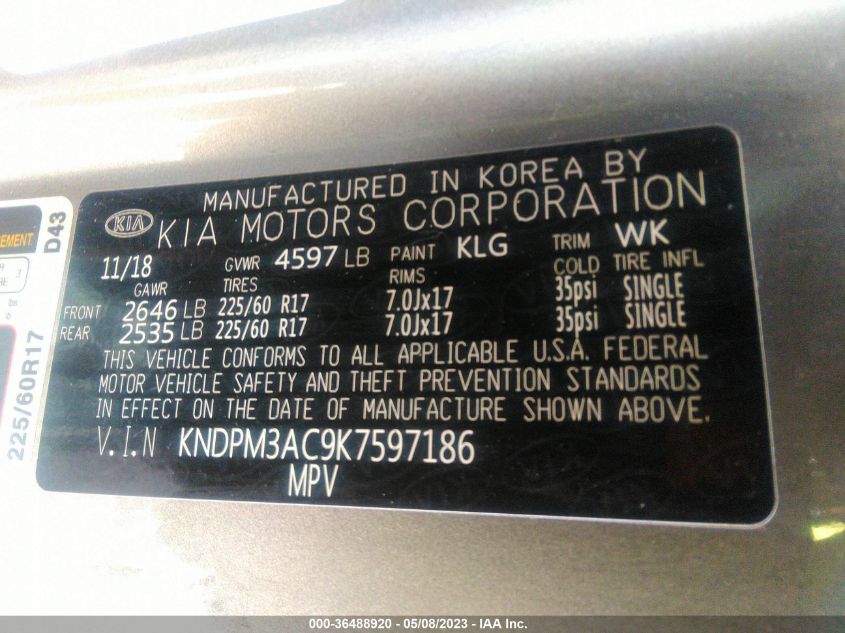 MANUFACTURED IN KOREA BY
KIA KIA MOTORS CORPORATION
11/18 GVWR 4597 LB PAINT KLG TRIM WK
GAWR TIRES RIMS COLD TIRE INFL
FRONT 2646 LB 225/60 R17 7.0Jx17 35psi SINGLE
REAR 2535 LB 225/60 R17 7.0Jx17 35psi SINGLE
THIS VEHICLE CONFORMS TO ALL APPLICABLE U.S.A. FEDERAL
MOTOR VEHICLE SAFETY AND THEFT PREVENTION STANDARDS
IN EFFECT ON THE DATE OF MANUFACTURE SHOWN ABOVE.
V.I.N KNDPM3AC9K7597186
MPV
D43
225/60R17
3
000-36488920 - 05/08/2023 - IAA Inc.